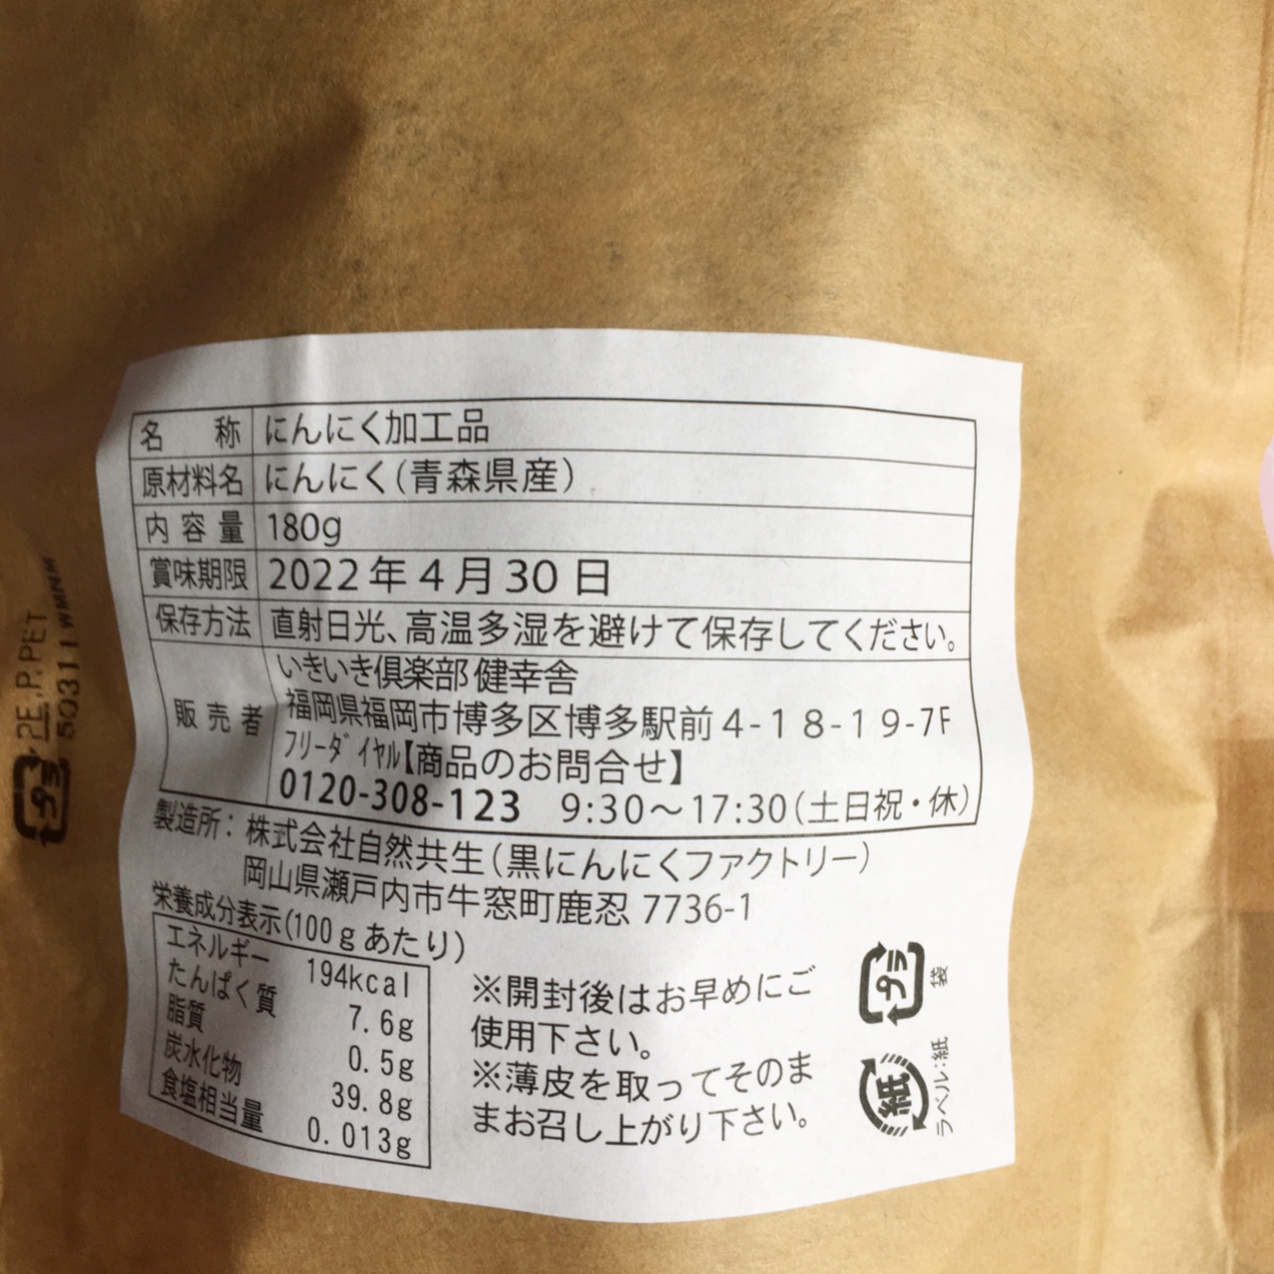 名 称 にんにく加工品
原材料名 にんにく(青森県産)
内容量 180g
賞味期限 2022年4月30日
保存方法 直射日光、高温多湿を避けて保存してください。
販売者 いきいき倶楽部 健幸舎
福岡県福岡市博多区博多駅前4-18-19-7F
フリーダイヤル【商品のお問合せ】
0120-308-123 9:30～17:30(土日祝・休)
製造所:株式会社自然共生(黒にんにくファクトリー)
岡山県瀬戸内市牛窓町鹿忍 7736-1
栄養成分表示(100gあたり)
エネルギー 194kcal
たんぱく質 7.6g
脂質 0.5g
炭水化物 39.8g
食塩相当量 0.013g
※開封後はお早めにご
使用下さい。
※薄皮を取ってそのま
まお召し上がり下さい。
プラ
袋
紙
ラベル:紙
プラ
PE.P.PET
50311 WMNM